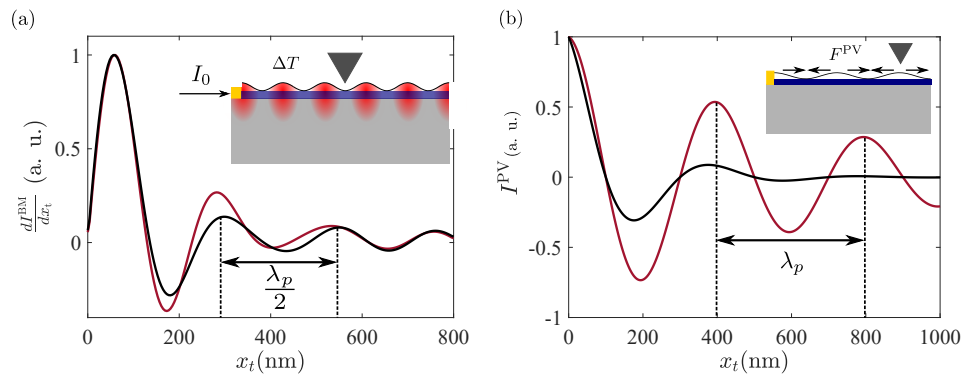 (a)
I₀
ΔT
dI^BM/dx_t (a. u.)
1
0.5
0
λ_p/2
0 200 400 600 800
x_t(nm)
(b)
F^PV
I^PV (a. u.)
1
0.5
0
-0.5
-1
λ_p
0 200 400 600 800 1000
x_t(nm)